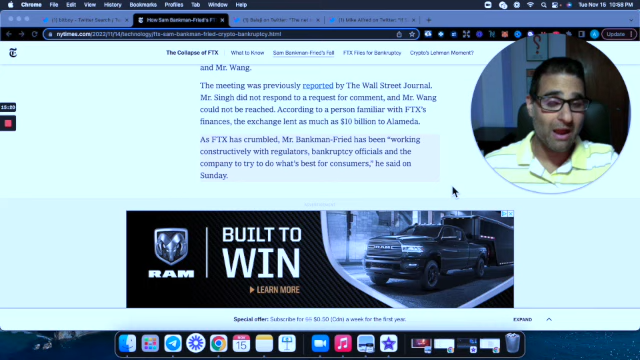 Chrome File Edit View History Bookmarks Profiles Tab Window Help
Tue Nov 15 10:58 PM
How Sam Bankman-Fried's F
nytimes.com/2022/11/14/technology/ftx-sam-bankman-fried-crypto-bankruptcy.html
Update
The Collapse of FTX
What to Know
Sam Bankman-Fried's Fall
FTX Files for Bankruptcy
Crypto's Lehman Moment?
and Mr. Wang.
The meeting was previously reported by The Wall Street Journal.
Mr. Singh did not respond to a request for comment, and Mr. Wang
could not be reached. According to a person familiar with FTX's
finances, the exchange lent as much as $10 billion to Alameda.
As FTX has crumbled, Mr. Bankman-Fried has been “working
constructively with regulators, bankruptcy officials and the
company to try to do what's best for consumers,” he said on
Sunday.
RAM
BUILT TO
WIN
LEARN MORE
Special offer: Subscribe for $0.50 (Cdn) a week for the first year.
EXPAND